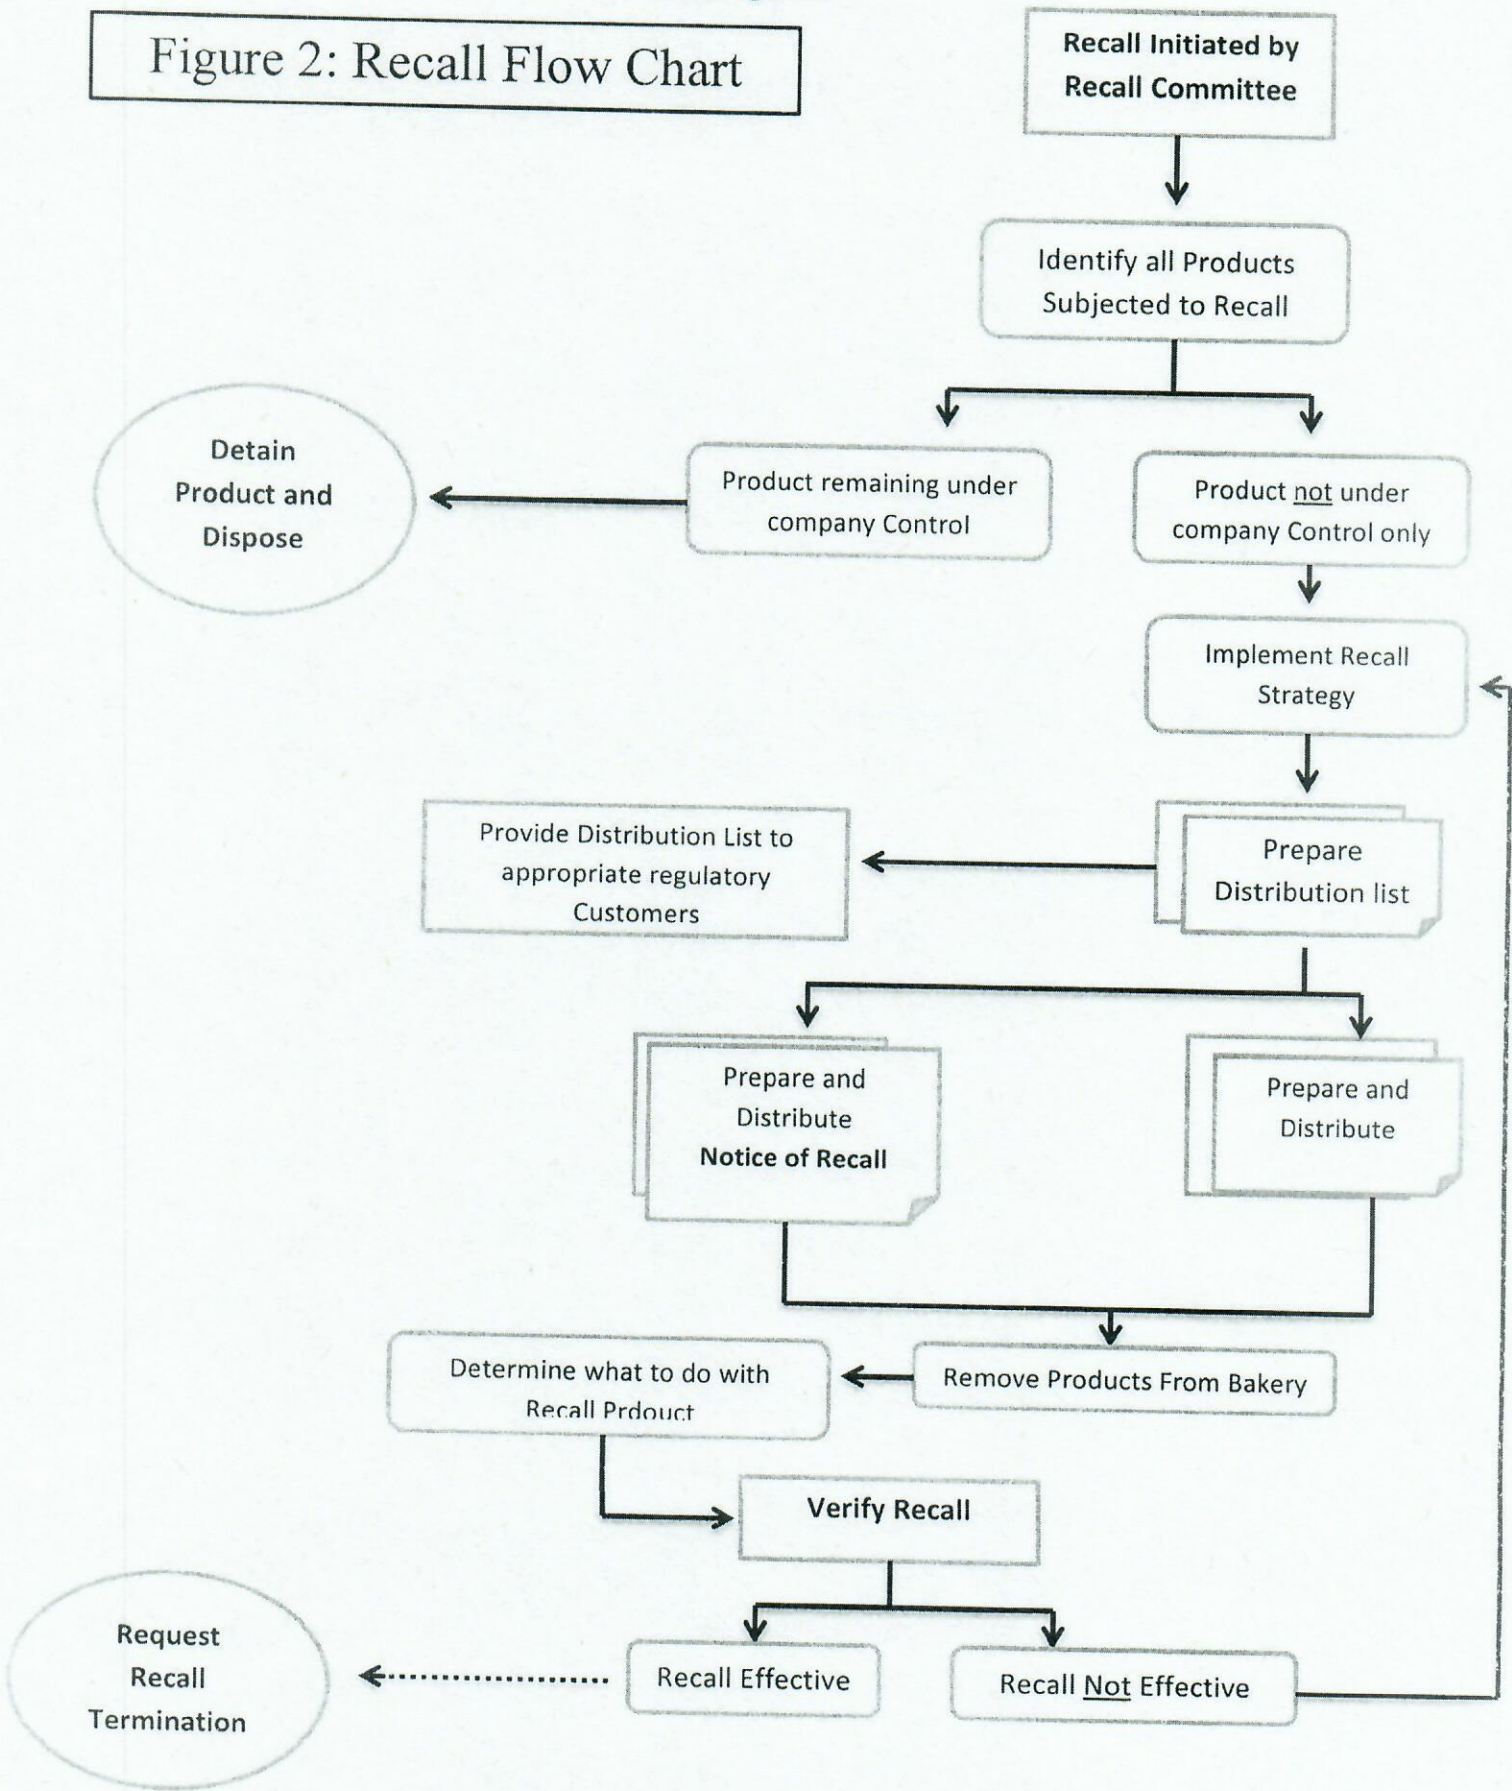 Figure 2: Recall Flow Chart
Recall Initiated by
Recall Committee
Identify all Products
Subjected to Recall
Detain
Product and
Dispose
Product remaining under
company Control
Product not under
company Control only
Implement Recall
Strategy
Provide Distribution List to
appropriate regulatory
Customers
Prepare
Distribution list
Prepare and
Distribute
Notice of Recall
Prepare and
Distribute
Determine what to do with
Recall Prdouct
Remove Products From Bakery
Verify Recall
Request
Recall
Termination
Recall Effective
Recall Not Effective